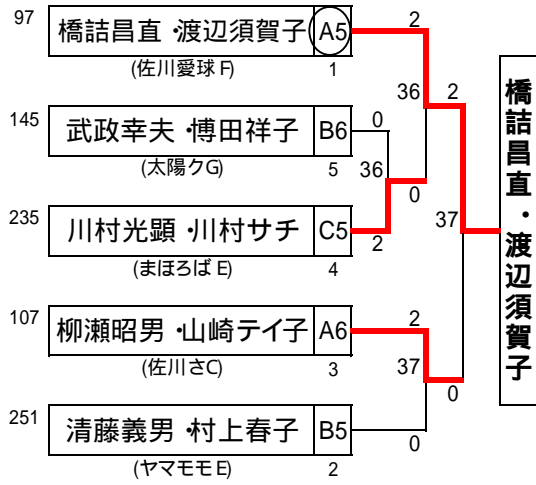 97 橋詰昌直・渡辺須賀子 A5
(佐川愛球F) 1
145 武政幸夫・博田祥子 B6
(太陽クG) 5
235 川村光顕・川村サチ C5
(まほろばE) 4
107 柳瀬昭男・山崎テイ子 A6
(佐川さC) 3
251 清藤義男・村上春子 B5
(ヤマモモE) 2
2
36
0
36
2
0
2
37
2
37
0
0
橋詰昌直・渡辺須賀子